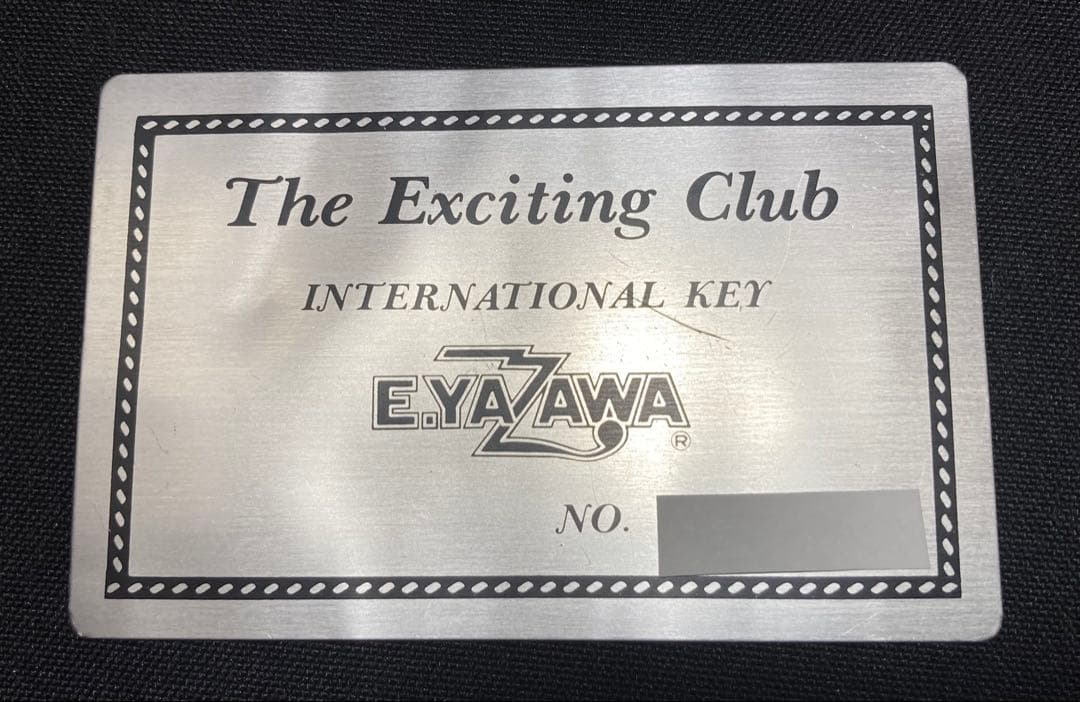 The Exciting Club
INTERNATIONAL KEY
E.YAZAWA
®
NO.